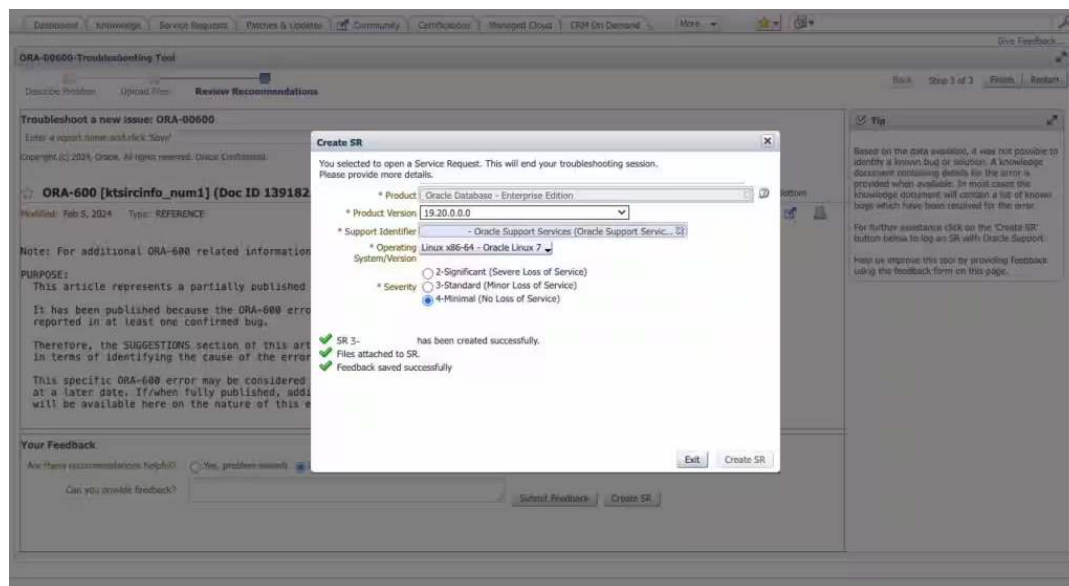 Dashboard Knowledge Service Requests Patches & Updates Community Certifications Managed Cloud CRM On Demand More...
Give Feedback...
ORA-00600-Troubleshooting Tool
Describe Problem Upload Files Review Recommendations
Back Step 3 of 3 Finish Restart
Troubleshoot a new issue: ORA-00600
Enter a report name and click 'Save'
Copyright (c) 2024, Oracle. All rights reserved. Oracle Confidential.
ORA-600 [ktsircinfo_num1] (Doc ID 139182
Modified: Feb 5, 2024 Type: REFERENCE
Bottom
Note: For additional ORA-600 related information
PURPOSE:
This article represents a partially published
It has been published because the ORA-600 erro
reported in at least one confirmed bug.
Therefore, the SUGGESTIONS section of this art
in terms of identifying the cause of the error
This specific ORA-600 error may be considered
at a later date. If/when fully published, addi
will be available here on the nature of this e
Your Feedback
Are these recommendations helpful? Yes, problem solved
Can you provide feedback?
Submit Feedback Create SR
Create SR
You selected to open a Service Request. This will end your troubleshooting session.
Please provide more details.
* Product Oracle Database - Enterprise Edition
* Product Version 19.20.0.0.0
* Support Identifier - Oracle Support Services (Oracle Support Servic...
* Operating System/Version Linux x86-64 - Oracle Linux 7
* Severity
2-Significant (Severe Loss of Service)
3-Standard (Minor Loss of Service)
4-Minimal (No Loss of Service)
SR 3- has been created successfully.
Files attached to SR.
Feedback saved successfully
Exit Create SR
Tip
Based on the data available, it was not possible to
identify a known bug or solution. A knowledge
document containing details for the error is
provided when available. In most cases the
knowledge document will contain a list of known
bugs which have been resolved for the error.
For further assistance click on the 'Create SR'
button below to log an SR with Oracle Support.
Help us improve this tool by providing feedback
using the feedback form on this page.